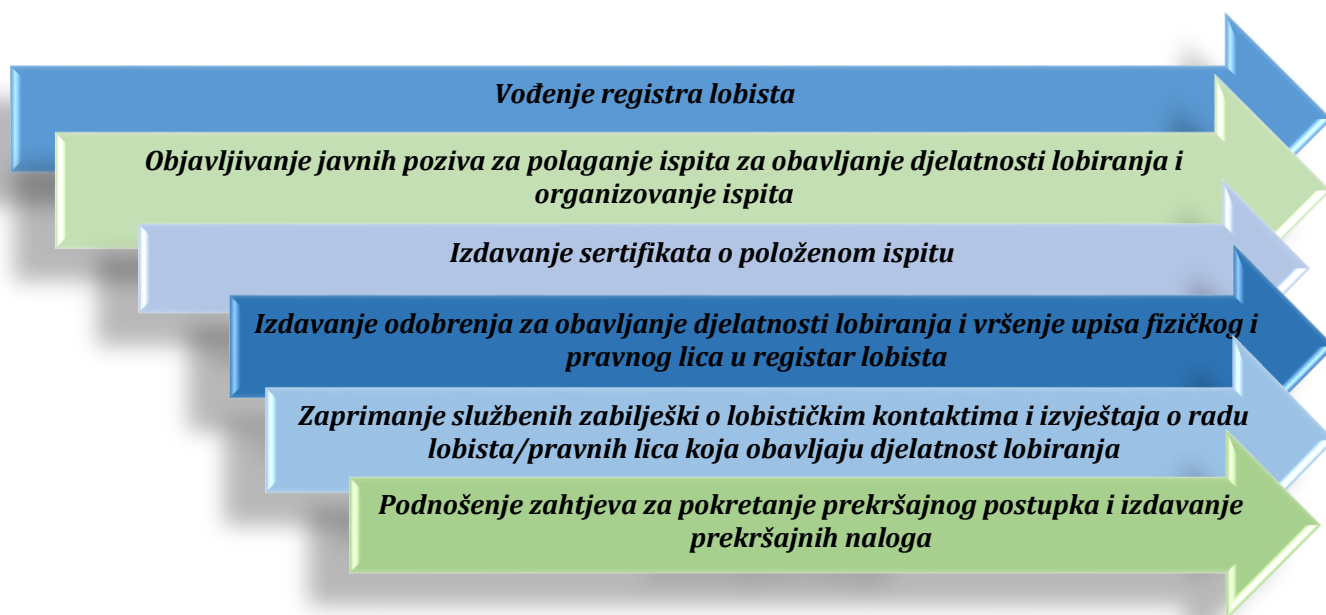 Vođenje registra lobista
Objavljivanje javnih poziva za polaganje ispita za obavljanje djelatnosti lobiranja i
organizovanje ispita
Izdavanje sertifikata o položenom ispitu
Izdavanje odobrenja za obavljanje djelatnosti lobiranja i vršenje upisa fizičkog i
pravnog lica u registar lobista
Zaprimanje službenih zabilješki o lobističkim kontaktima i izvještaja o radu
lobista/pravnih lica koja obavljaju djelatnost lobiranja
Podnošenje zahtjeva za pokretanje prekršajnog postupka i izdavanje
prekršajnih naloga